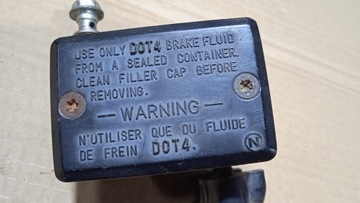 USE ONLY DOT4 BRAKE FLUID
FROM A SEALED CONTAINER.
CLEAN FILLER CAP BEFORE
REMOVING.
— WARNING —
N'UTILISER QUE DU FLUIDE
DE FREIN DOT4. N